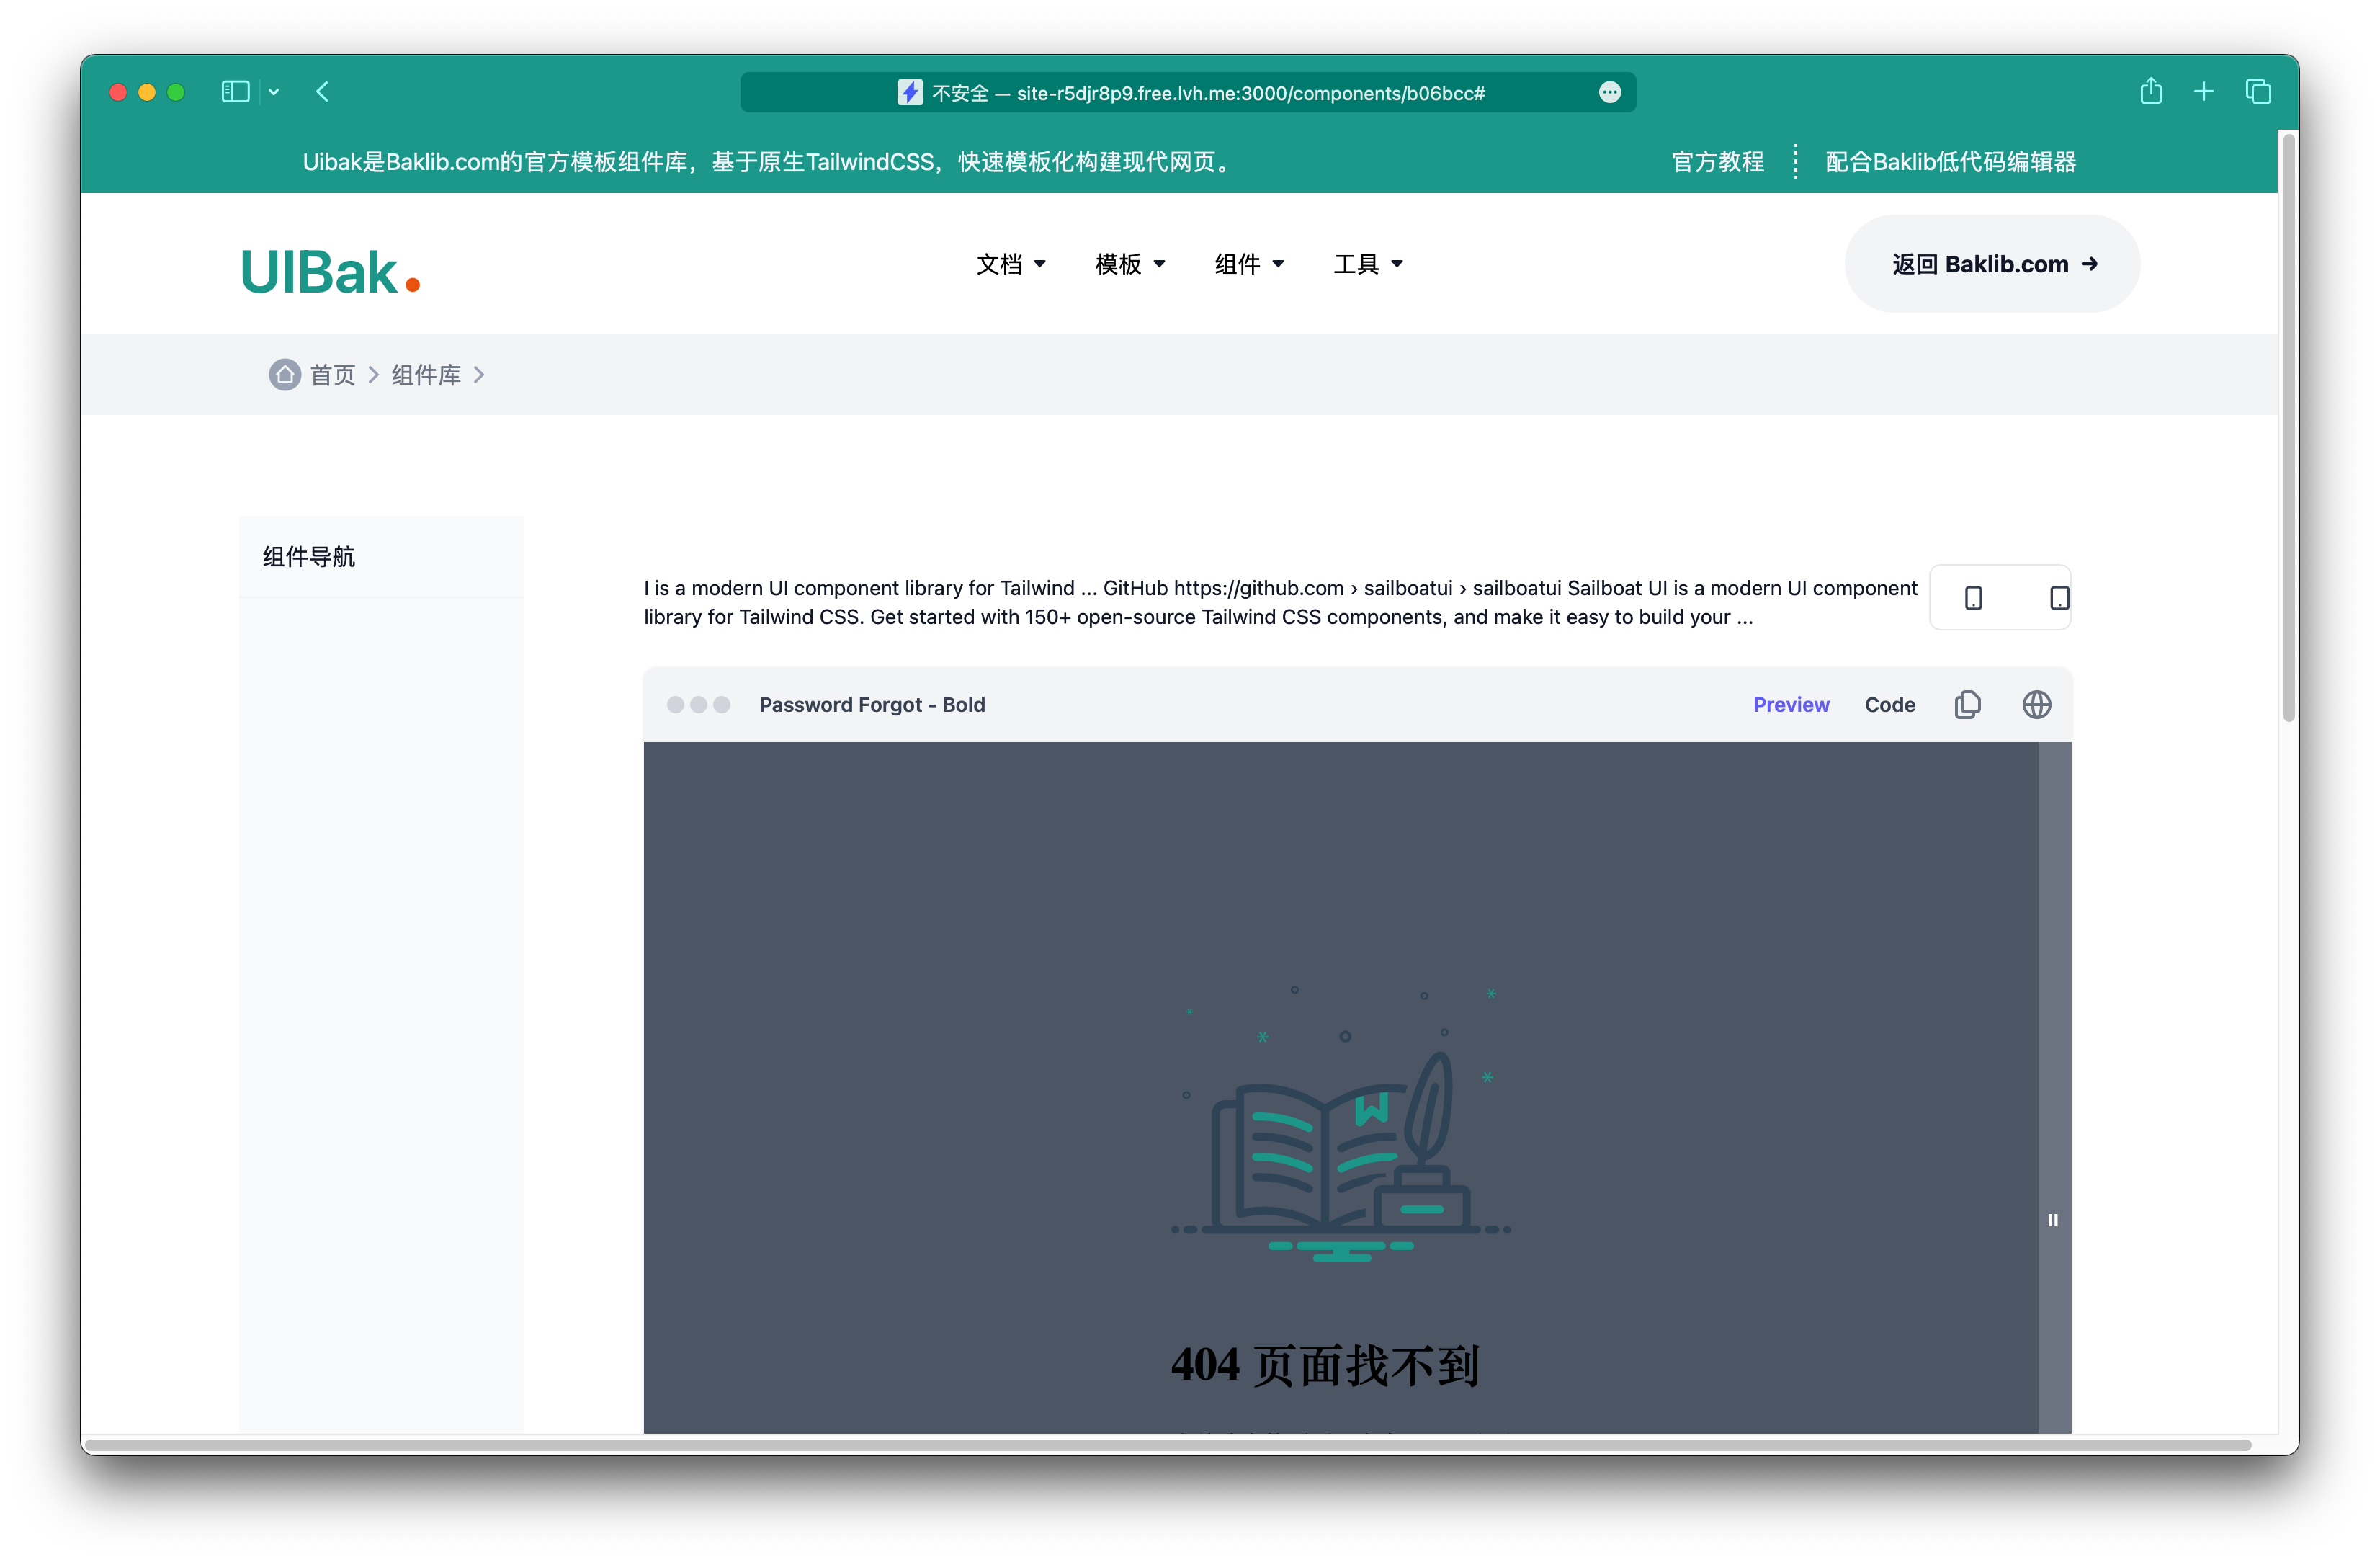 不安全 — site-r5djr8p9.free.lvh.me:3000/components/b06bcc#
Uibak是Baklib.com的官方模板组件库，基于原生TailwindCSS，快速模板化构建现代网页。
官方教程
配合Baklib低代码编辑器
UIBak.
文档
模板
组件
工具
返回 Baklib.com →
首页
组件库
组件导航
I is a modern UI component library for Tailwind ... GitHub https://github.com › sailboatui › sailboatui Sailboat UI is a modern UI component
library for Tailwind CSS. Get started with 150+ open-source Tailwind CSS components, and make it easy to build your ...
Password Forgot - Bold
Preview
Code
404 页面找不到